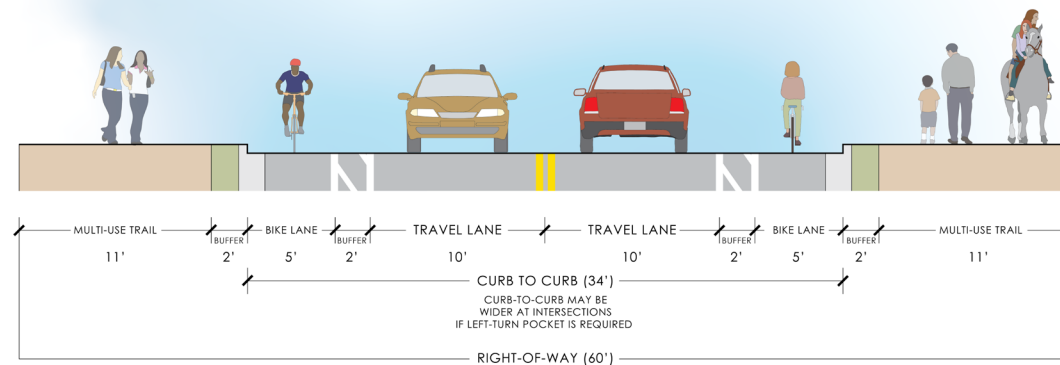 MULTI-USE TRAIL BUFFER BIKE LANE BUFFER TRAVEL LANE TRAVEL LANE BUFFER BIKE LANE BUFFER MULTI-USE TRAIL
11' 2' 5' 2' 10' 10' 2' 5' 2' 11'
CURB TO CURB (34')
CURB-TO-CURB MAY BE
WIDER AT INTERSECTIONS
IF LEFT-TURN POCKET IS REQUIRED
RIGHT-OF-WAY (60')